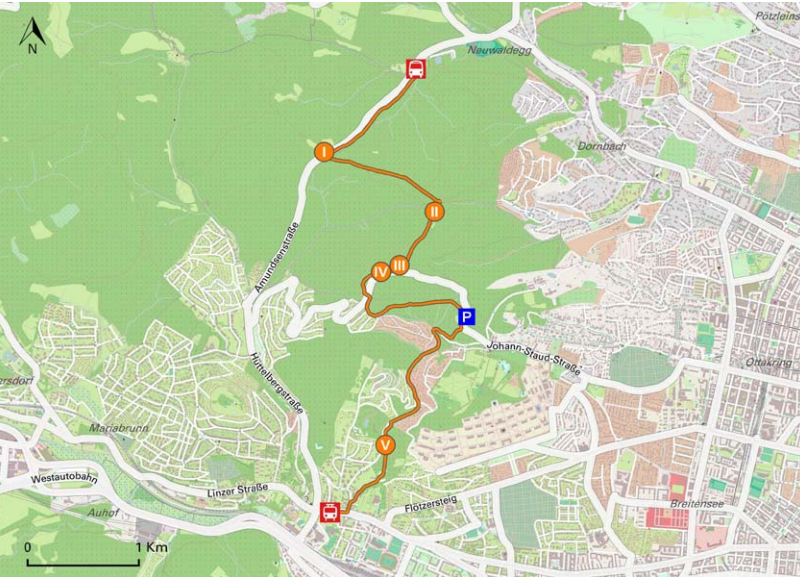 Pötzleins
N
Neuwaldegg
I
Dornbach
II
Amundsenstraße
III
IV
P
Johann-Staud-Straße
Ottakring
Hüttelbergstraße
ersdorf
Mariabrunn
V
Westautobahn
Linzer Straße
Flötzersteig
Breitensee
Auhof
0 1 Km